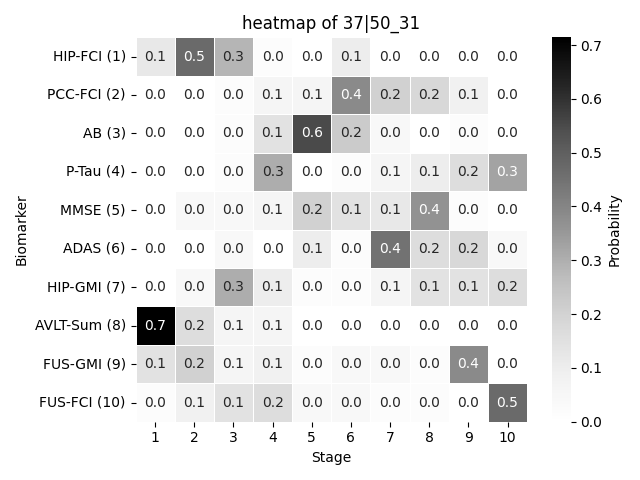 heatmap of 37|50_31
HIP-FCI (1) 0.1 0.5 0.3 0.0 0.0 0.1 0.0 0.0 0.0 0.0
PCC-FCI (2) 0.0 0.0 0.0 0.1 0.1 0.4 0.2 0.2 0.1 0.0
AB (3) 0.0 0.0 0.0 0.1 0.6 0.2 0.0 0.0 0.0 0.0
P-Tau (4) 0.0 0.0 0.0 0.3 0.0 0.0 0.1 0.1 0.2 0.3
MMSE (5) 0.0 0.0 0.0 0.1 0.2 0.1 0.1 0.4 0.0 0.0
ADAS (6) 0.0 0.0 0.0 0.0 0.1 0.0 0.4 0.2 0.2 0.0
HIP-GMI (7) 0.0 0.0 0.3 0.1 0.0 0.0 0.1 0.1 0.1 0.2
AVLT-Sum (8) 0.7 0.2 0.1 0.1 0.0 0.0 0.0 0.0 0.0 0.0
FUS-GMI (9) 0.1 0.2 0.1 0.1 0.0 0.0 0.0 0.0 0.4 0.0
FUS-FCI (10) 0.0 0.1 0.1 0.2 0.0 0.0 0.0 0.0 0.0 0.5
1 2 3 4 5 6 7 8 9 10
Stage
Biomarker
0.7
0.6
0.5
0.4
0.3
0.2
0.1
0.0
Probability